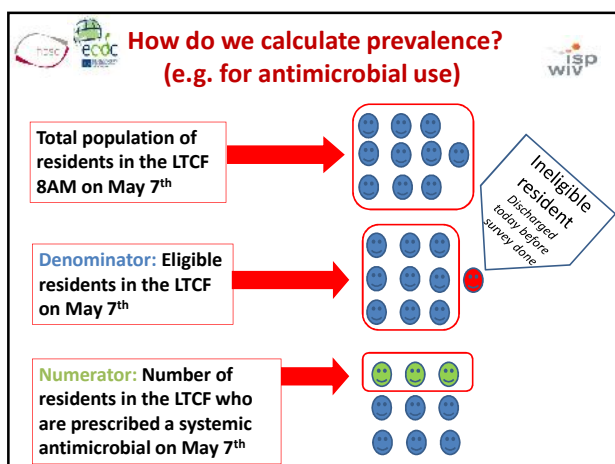 hpsc
ecdc
How do we calculate prevalence?
(e.g. for antimicrobial use)
isp
wiv
Total population of
residents in the LTCF
8AM on May 7th
Ineligible
resident
Discharged
today before
survey done
Denominator: Eligible
residents in the LTCF
on May 7th
Numerator: Number of
residents in the LTCF who
are prescribed a systemic
antimicrobial on May 7th